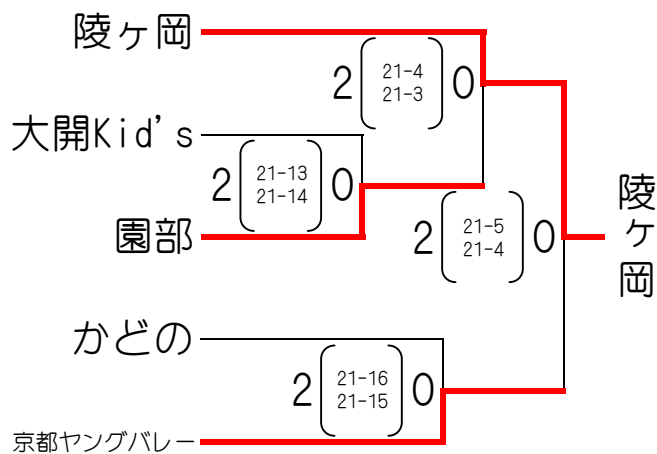 陵ヶ岡
2 21-4 0
21-3
大開Kid's
2 21-13 0
21-14
園部
2 21-5 0
21-4
陵ヶ岡
かどの
2 21-16 0
21-15
京都ヤングバレー